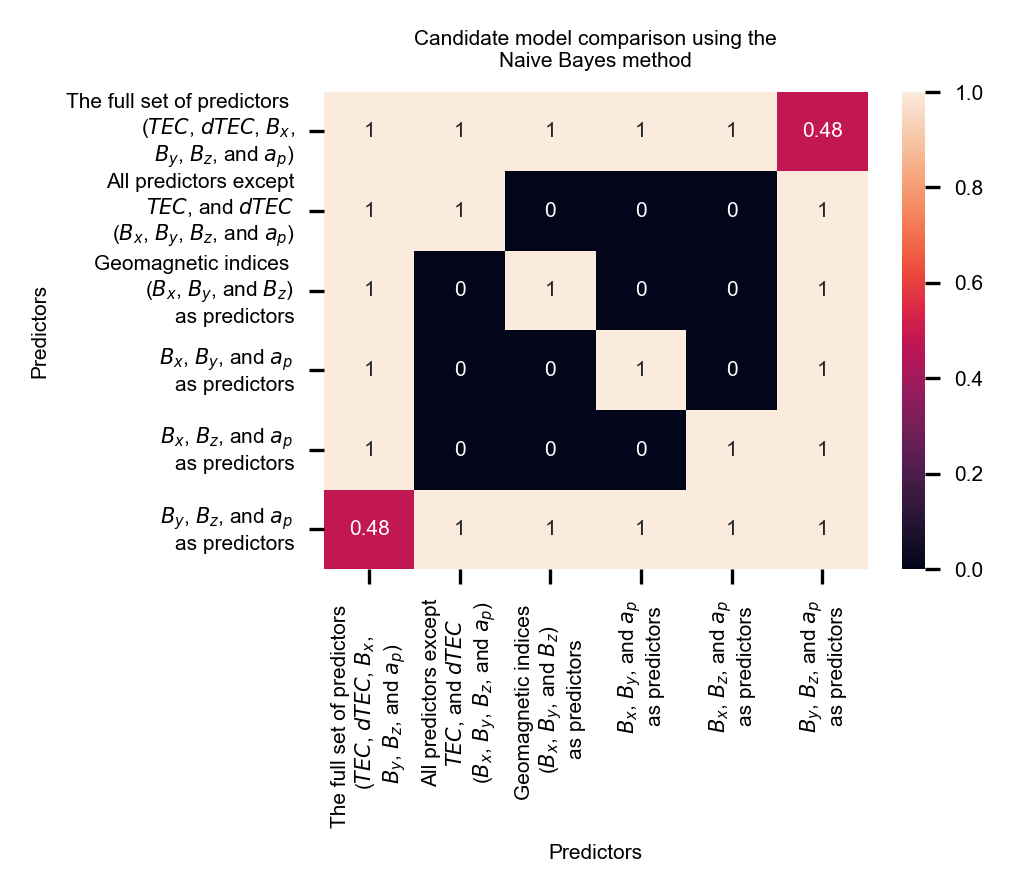 Candidate model comparison using the
Naive Bayes method
The full set of predictors
(TEC, dTEC, Bx,
By, Bz, and ap)
1 1 1 1 1 0.48
All predictors except
TEC, and dTEC
(Bx, By, Bz, and ap)
1 1 0 0 0 1
Geomagnetic indices
(Bx, By, and Bz)
as predictors
1 0 1 0 0 1
Bx, By, and ap
as predictors
1 0 0 1 0 1
Bx, Bz, and ap
as predictors
1 0 0 0 1 1
By, Bz, and ap
as predictors
0.48 1 1 1 1 1
Predictors
1.0
0.8
0.6
0.4
0.2
0.0
The full set of predictors
(TEC, dTEC, Bx,
By, Bz, and ap)
All predictors except
TEC, and dTEC
(Bx, By, Bz, and ap)
Geomagnetic indices
(Bx, By, and Bz)
as predictors
Bx, By, and ap
as predictors
Bx, Bz, and ap
as predictors
By, Bz, and ap
as predictors
Predictors